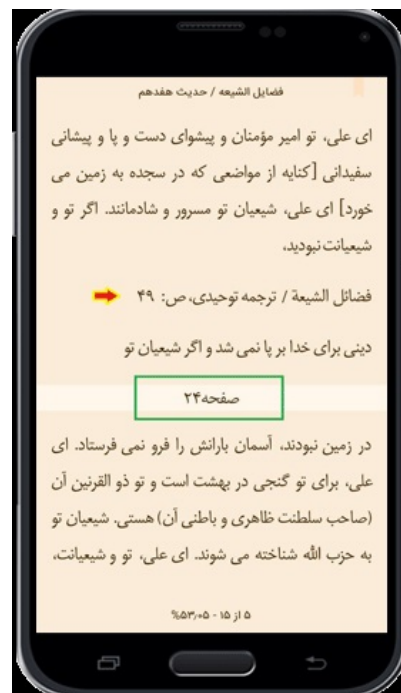 فضایل الشیعه / حدیث هفدهم
ای علی، تو امیر مؤمنان و پیشوای دست و پا و پیشانی
سفیدانی [کنایه از مواضعی که در سجده به زمین می
خورد] ای علی، شیعیان تو مسرور و شادمانند. اگر تو و
شیعیانت نبودید،
فضائل الشیعة / ترجمه توحیدی، ص: ۴۹
دینی برای خدا بر پا نمی شد و اگر شیعیان تو
صفحه۲۴
در زمین نبودند، آسمان بارانش را فرو نمی فرستاد. ای
علی، برای تو گنجی در بهشت است و تو ذو القرنین آن
(صاحب سلطنت ظاهری و باطنی آن) هستی. شیعیان تو
به حزب الله شناخته می شوند. ای علی، تو و شیعیانت،
۵ از ۱۵ - ۵۳٫۰۵%